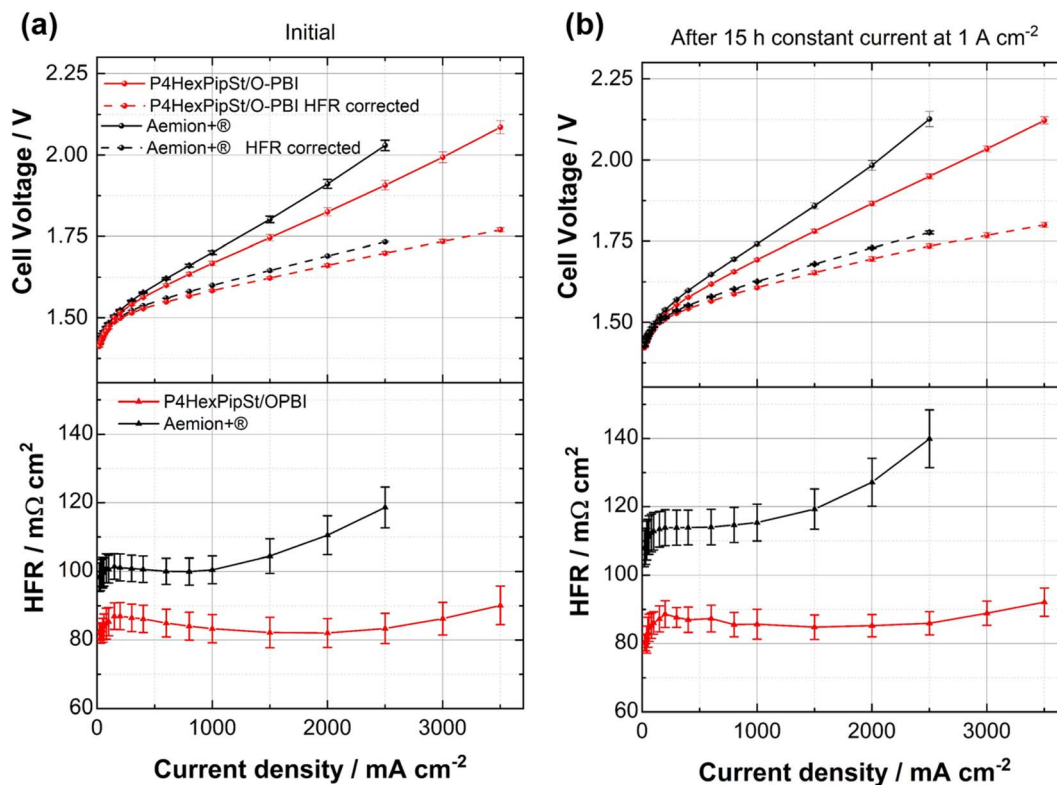 (a)
Initial
2.25
2.00
1.75
1.50
Cell Voltage / V
P4HexPipSt/O-PBI
P4HexPipSt/O-PBI HFR corrected
Aemion+®
Aemion+® HFR corrected
140
120
100
80
60
HFR / mΩ cm²
P4HexPipSt/OPBI
Aemion+®
0
1000
2000
3000
Current density / mA cm⁻²
(b)
After 15 h constant current at 1 A cm⁻²
2.25
2.00
1.75
1.50
Cell Voltage / V
140
120
100
80
60
HFR / mΩ cm²
0
1000
2000
3000
Current density / mA cm⁻²